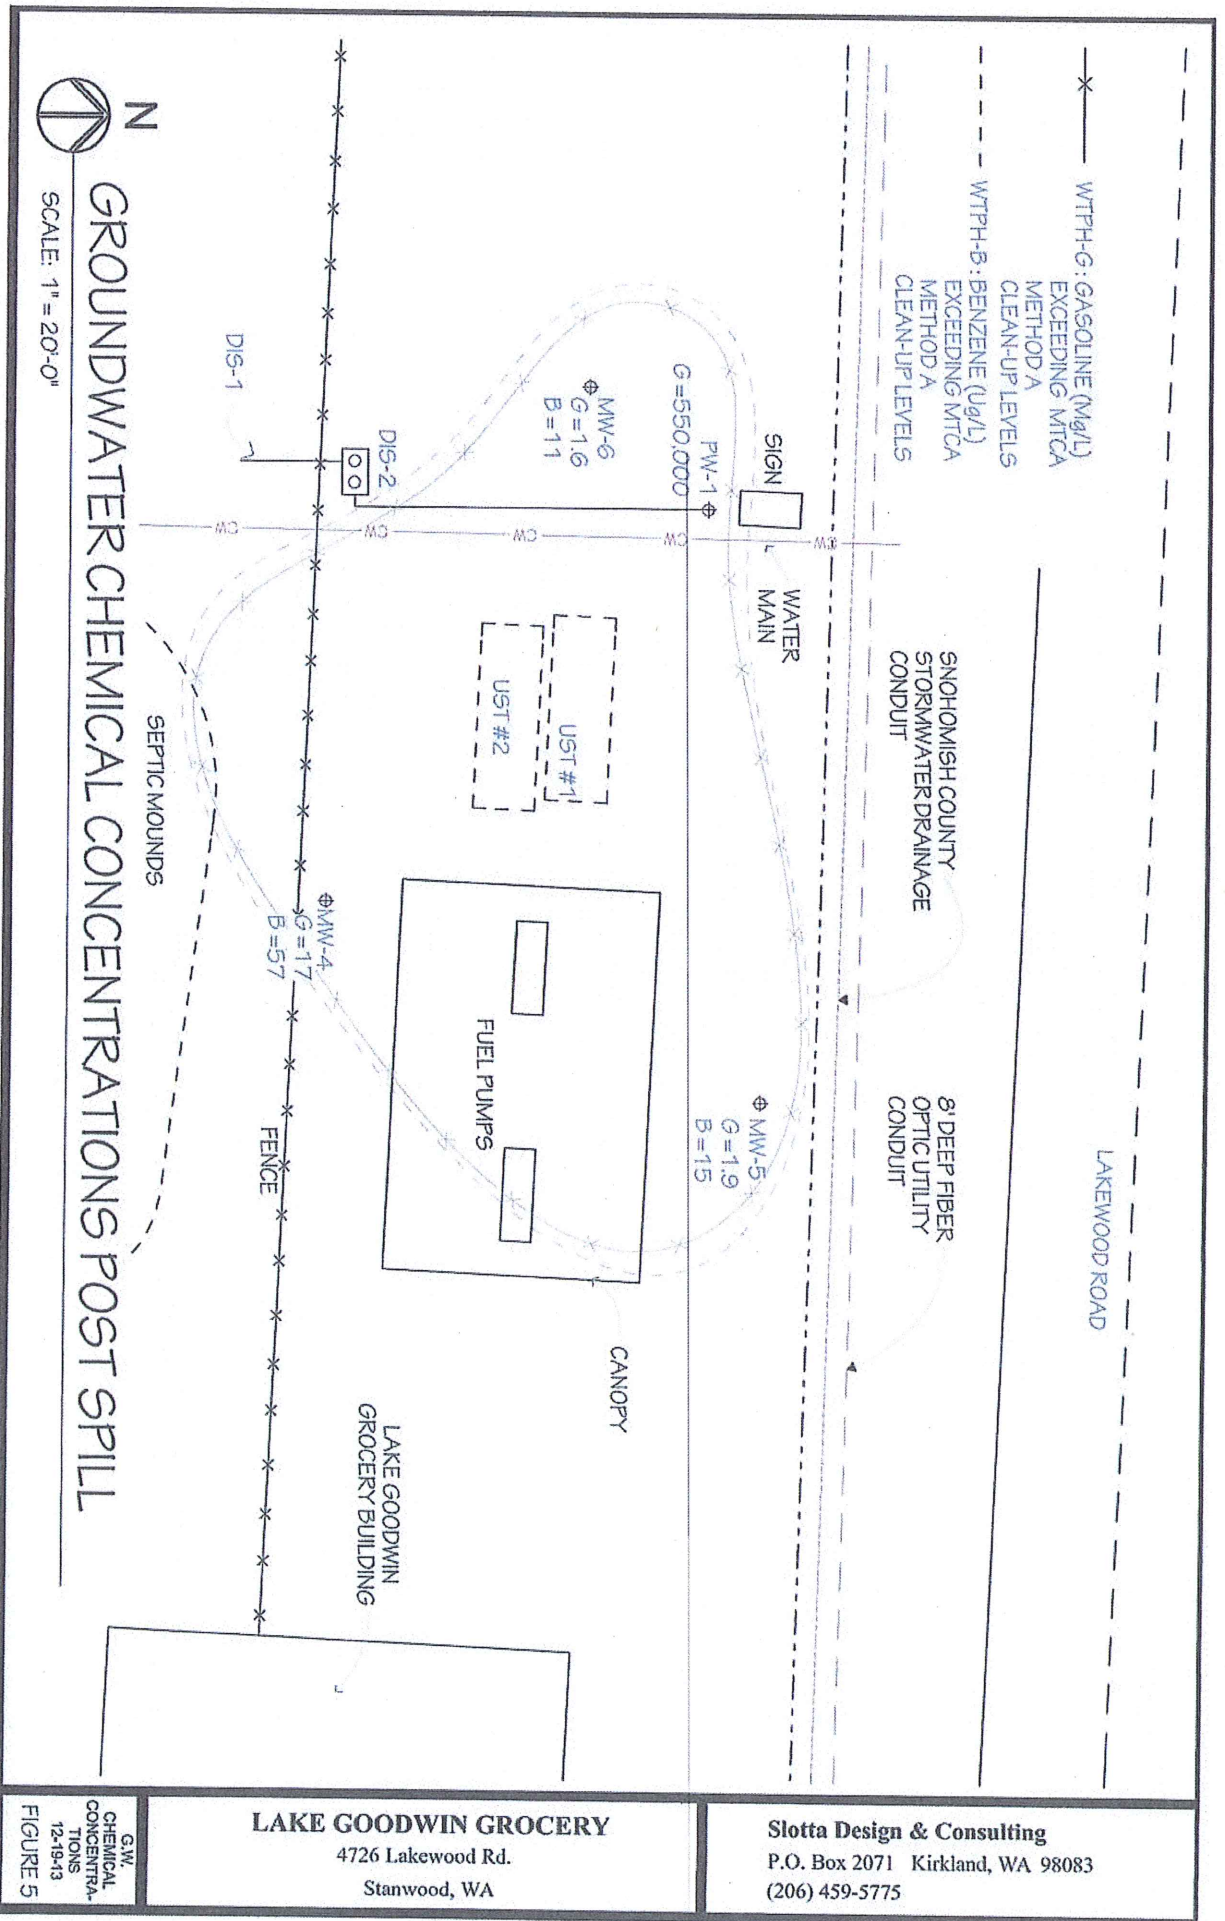 LAKEWOOD ROAD
WTPH-G: GASOLINE (Mg/L)
EXCEEDING MTCA
METHOD A
CLEAN-UP LEVELS
WTPH-B: BENZENE (Ug/L)
EXCEEDING MTCA
METHOD A
CLEAN-UP LEVELS
SNOHOMISH COUNTY
STORMWATER DRAINAGE
CONDUIT
8' DEEP FIBER
OPTIC UTILITY
CONDUIT
SIGN
WATER
MAIN
CW
CW
CW
CW
CW
PW-1
G=550,000
MW-6
G=1.6
B=11
MW-5
G=1.9
B=15
UST #1
UST #2
FUEL PUMPS
CANOPY
DIS-2
DIS-1
MW-4
G=17
B=57
FENCE
SEPTIC MOUNDS
LAKE GOODWIN
GROCERY BUILDING
N
GROUNDWATER CHEMICAL CONCENTRATIONS POST SPILL
SCALE: 1" = 20'-0"
Slotta Design & Consulting
P.O. Box 2071 Kirkland, WA 98083
(206) 459-5775
LAKE GOODWIN GROCERY
4726 Lakewood Rd.
Stanwood, WA
G.W.
CHEMICAL
CONCENTRA-
TIONS
12-19-13
FIGURE 5